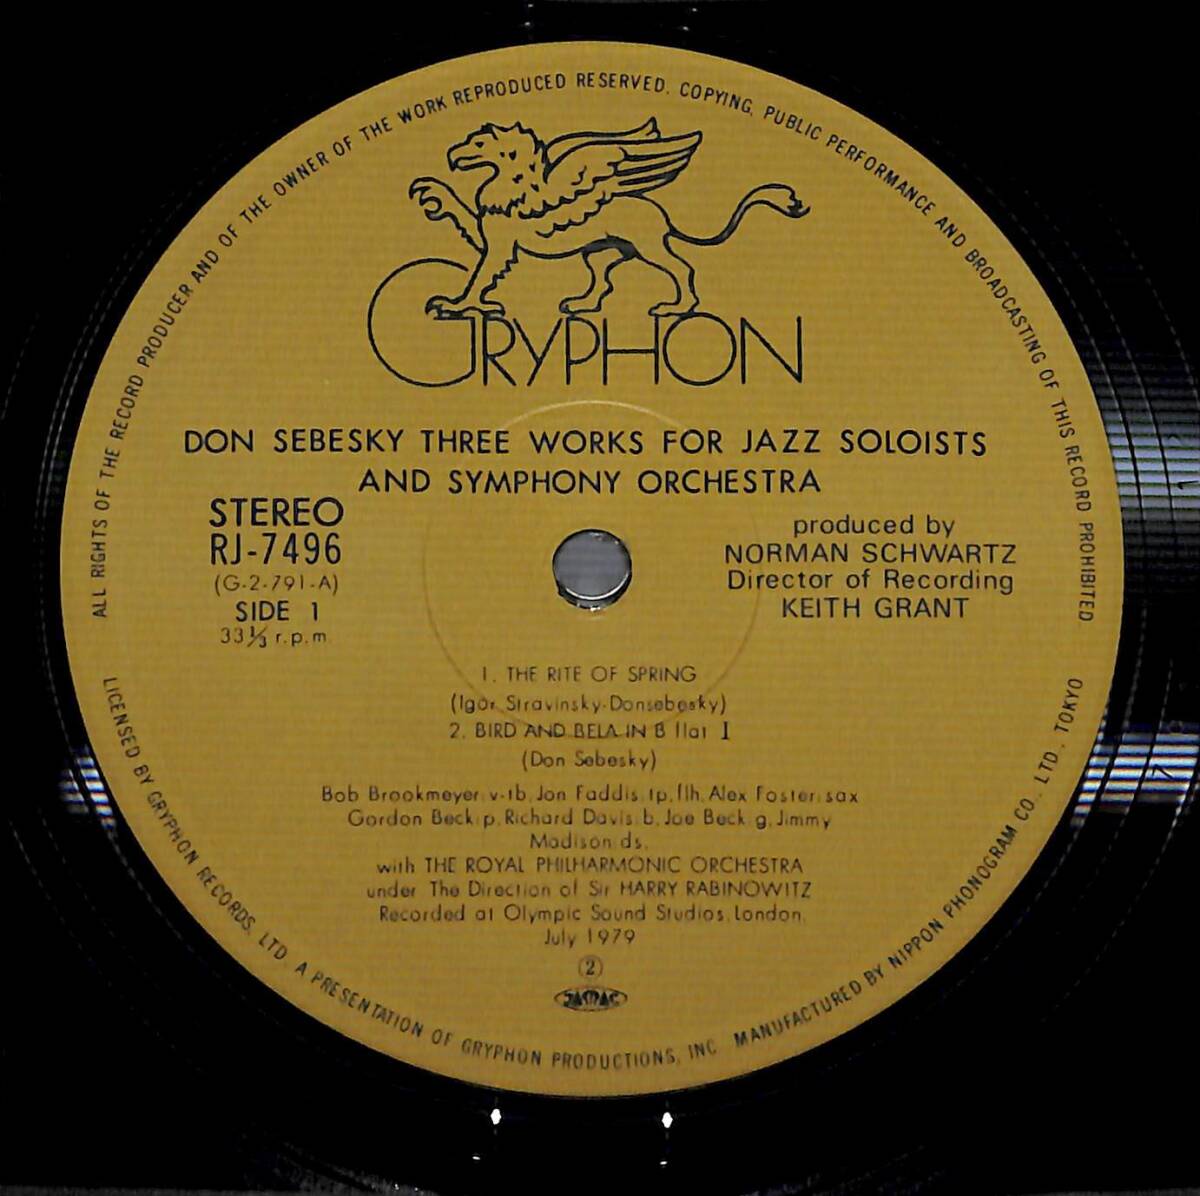 ALL RIGHTS OF THE RECORD PRODUCER AND OF THE OWNER OF THE WORK REPRODUCED RESERVED. COPYING, PUBLIC PERFORMANCE AND BROADCASTING OF THIS RECORD PROHIBITED
GRYPHON
DON SEBESKY THREE WORKS FOR JAZZ SOLOISTS
AND SYMPHONY ORCHESTRA
STEREO
RJ-7496
(G-2-791-A)
SIDE 1
33 1/3 r.p.m.
produced by
NORMAN SCHWARTZ
Director of Recording
KEITH GRANT
1. THE RITE OF SPRING
(Igor Stravinsky-Donsebesky)
2. BIRD AND BELA IN B flat I
(Don Sebesky)
Bob Brookmeyer: v-tb, Jon Faddis: tp, flh, Alex Foster: sax
Gordon Beck: p, Richard Davis: b, Joe Beck: g, Jimmy
Madison: ds,
with THE ROYAL PHILHARMONIC ORCHESTRA
under The Direction of Sir HARRY RABINOWITZ
Recorded at Olympic Sound Studios, London,
July 1979
(2)
JASRAC
LICENSED BY GRYPHON RECORDS, LTD. A PRESENTATION OF GRYPHON PRODUCTIONS, INC. MANUFACTURED BY NIPPON PHONOGRAM CO., LTD., TOKYO